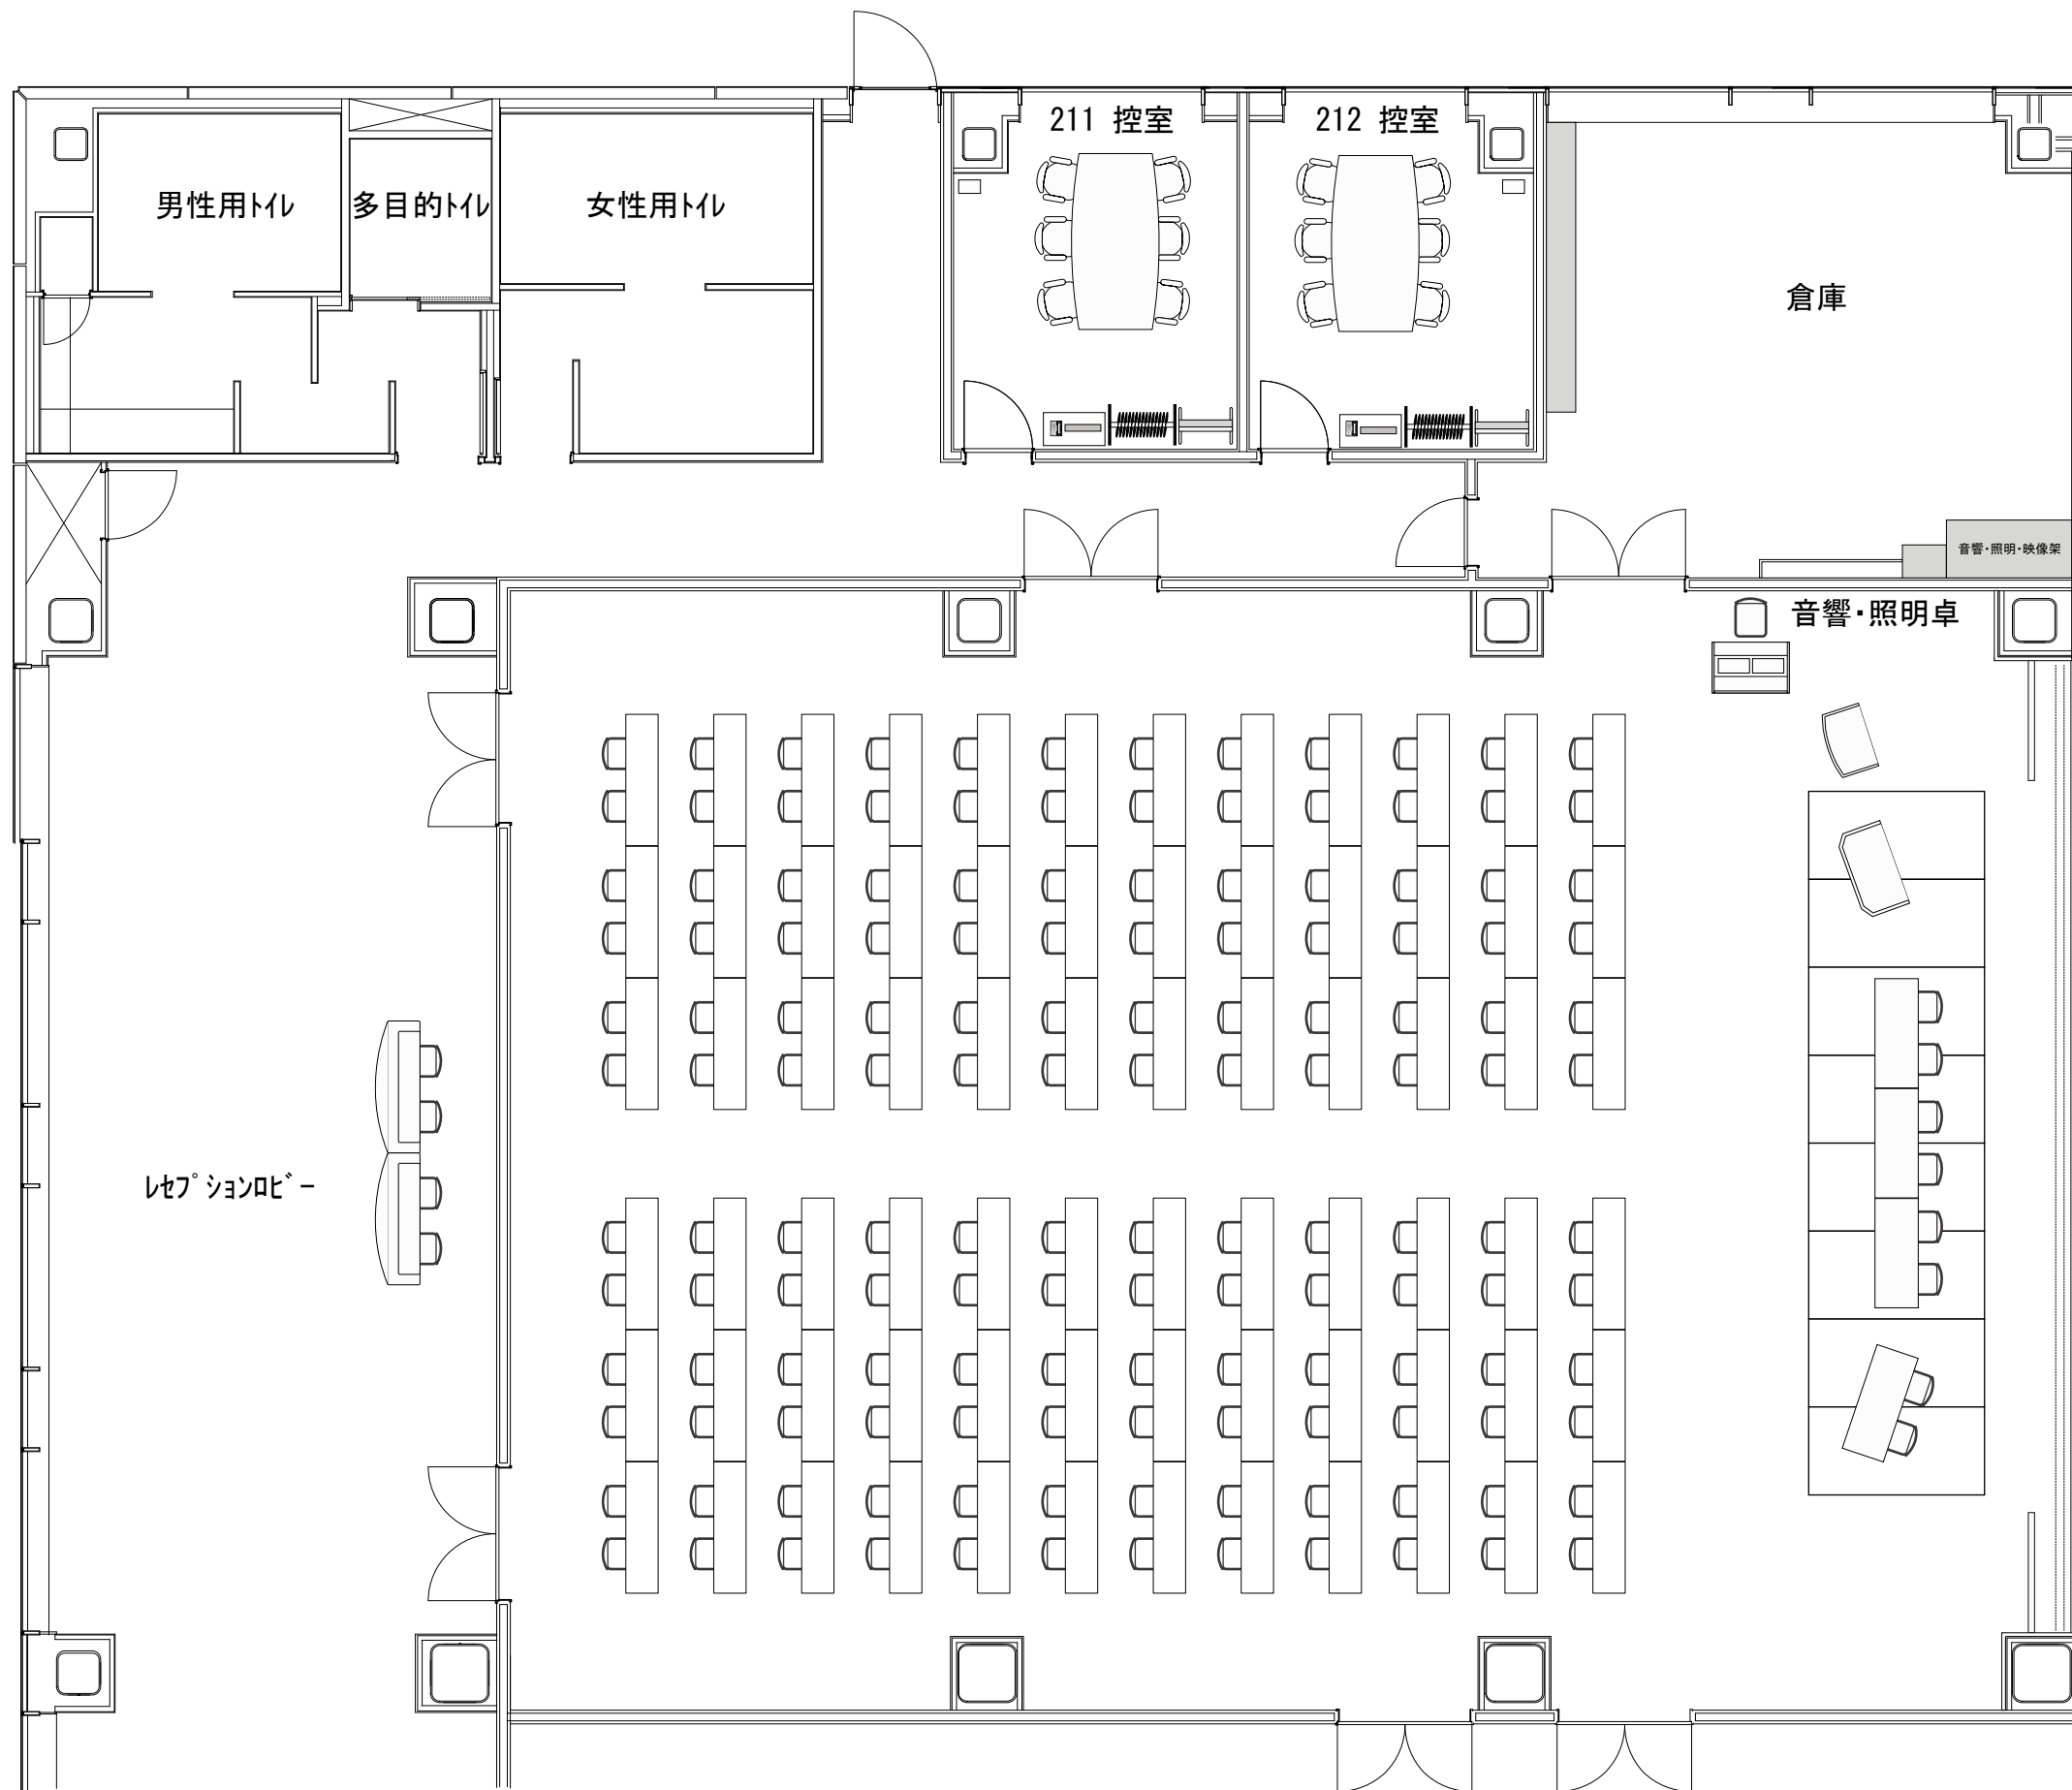 211 控室
212 控室
男性用ﾄｲﾚ
多目的ﾄｲﾚ
女性用ﾄｲﾚ
倉庫
音響・照明・映像架
音響・照明卓
ﾚｾﾌﾟｼｮﾝﾛﾋﾞｰ